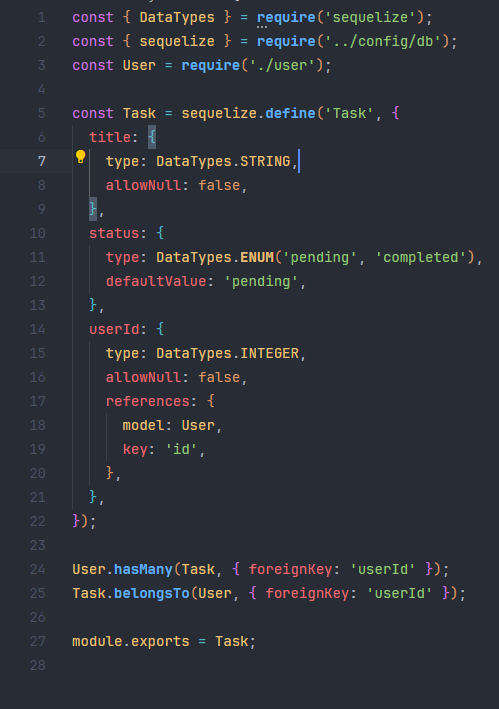 1 const { DataTypes } = require('sequelize');
2 const { sequelize } = require('../config/db');
3 const User = require('./user');
4
5 const Task = sequelize.define('Task', {
6   title: {
7     type: DataTypes.STRING,
8     allowNull: false,
9   },
10   status: {
11     type: DataTypes.ENUM('pending', 'completed'),
12     defaultValue: 'pending',
13   },
14   userId: {
15     type: DataTypes.INTEGER,
16     allowNull: false,
17     references: {
18       model: User,
19       key: 'id',
20     },
21   },
22 });
23
24 User.hasMany(Task, { foreignKey: 'userId' });
25 Task.belongsTo(User, { foreignKey: 'userId' });
26
27 module.exports = Task;
28